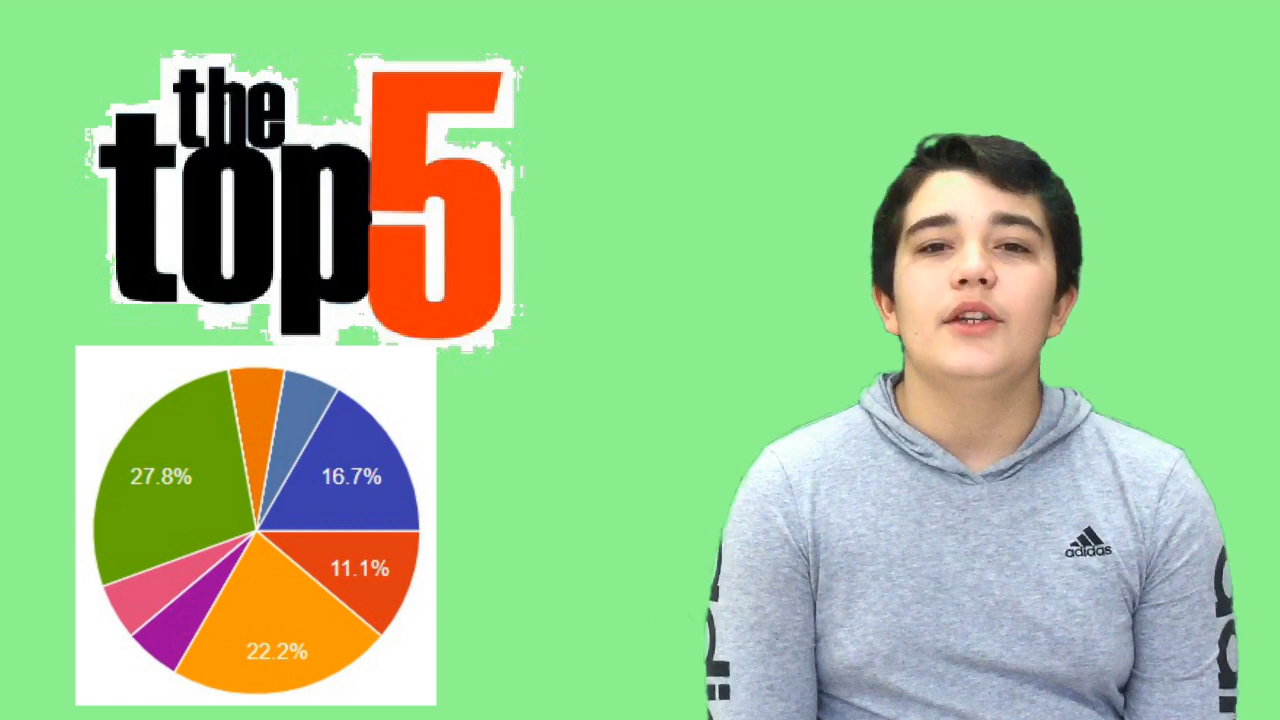 the
top5
27.8%
16.7%
11.1%
22.2%
adidas